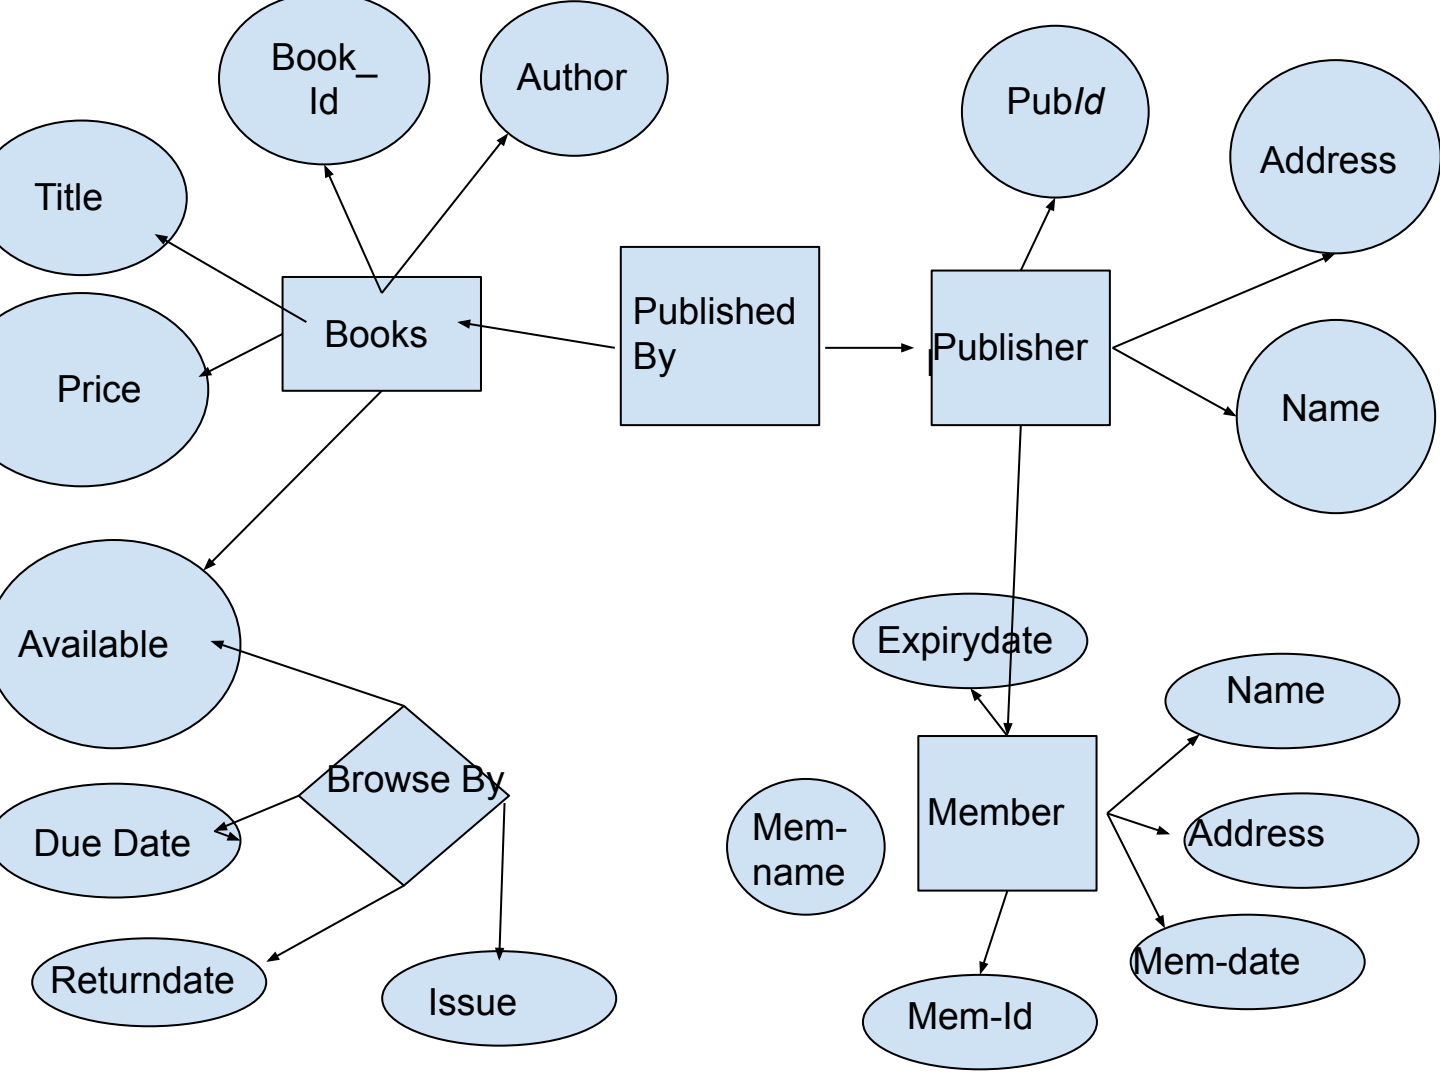 Book_
Id
Author
PubId
Address
Title
Published
By
Books
Publisher
Price
Name
Available
Expirydate
Name
Browse By
Mem-
name
Member
Address
Due Date
Mem-date
Returndate
Issue
Mem-Id